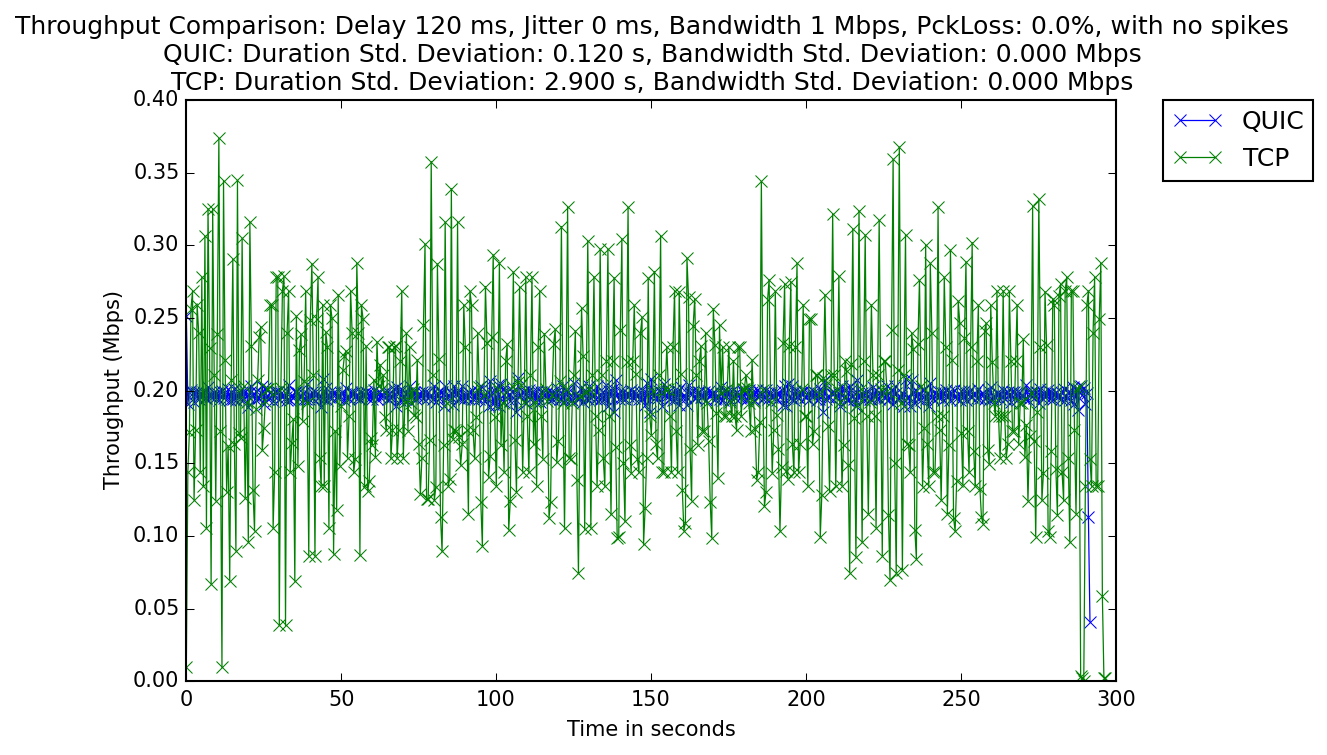 Throughput Comparison: Delay 120 ms, Jitter 0 ms, Bandwidth 1 Mbps, PckLoss: 0.0%, with no spikes
QUIC: Duration Std. Deviation: 0.120 s, Bandwidth Std. Deviation: 0.000 Mbps
TCP: Duration Std. Deviation: 2.900 s, Bandwidth Std. Deviation: 0.000 Mbps
QUIC
TCP
Throughput (Mbps)
0.40
0.35
0.30
0.25
0.20
0.15
0.10
0.05
0.00
0 50 100 150 200 250 300
Time in seconds